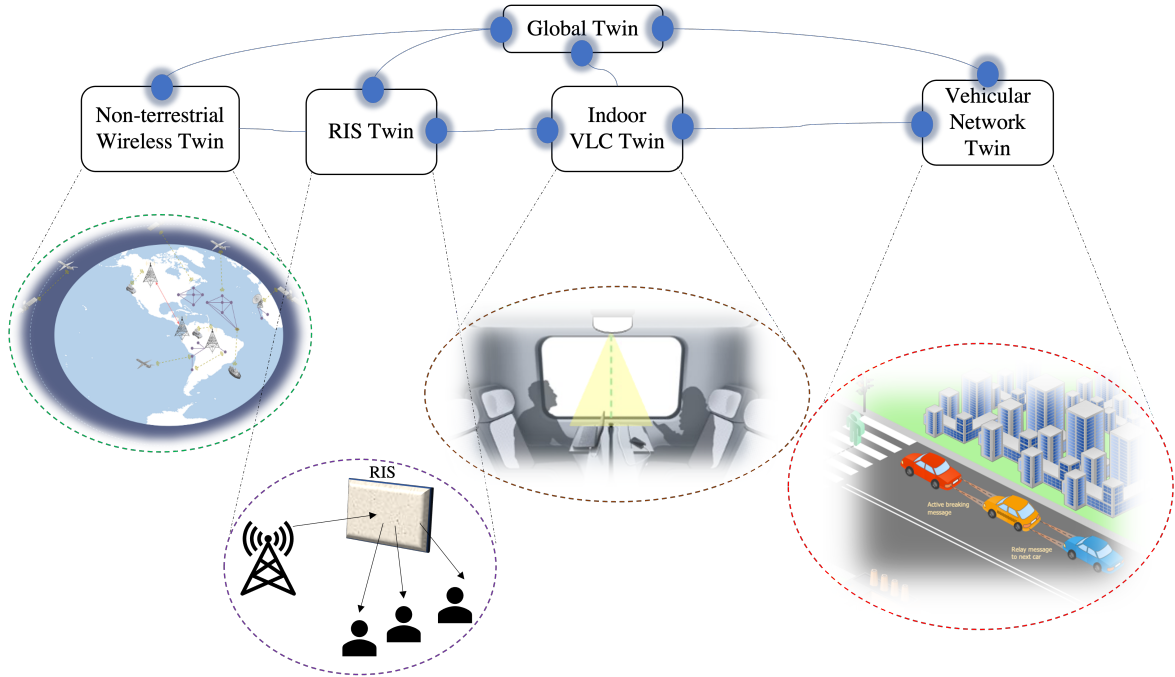 Global Twin
Non-terrestrial
Wireless Twin
RIS Twin
Indoor
VLC Twin
Vehicular
Network
Twin
RIS
Active breaking
message
Relay message
to next car